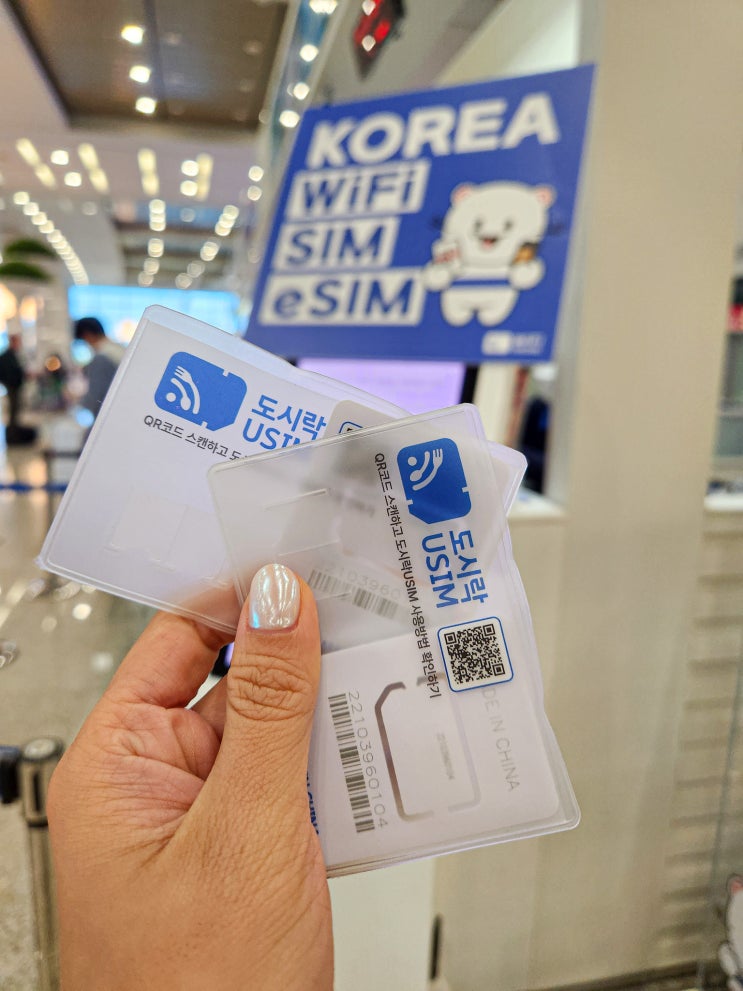 KOREA
WiFi
SIM
eSIM
도시락
USIM
QR코드 스캔하고
도시락
USIM
QR코드 스캔하고 도시락USIM 사용방법 확인하기
22103960
22103960104
DE IN CHINA